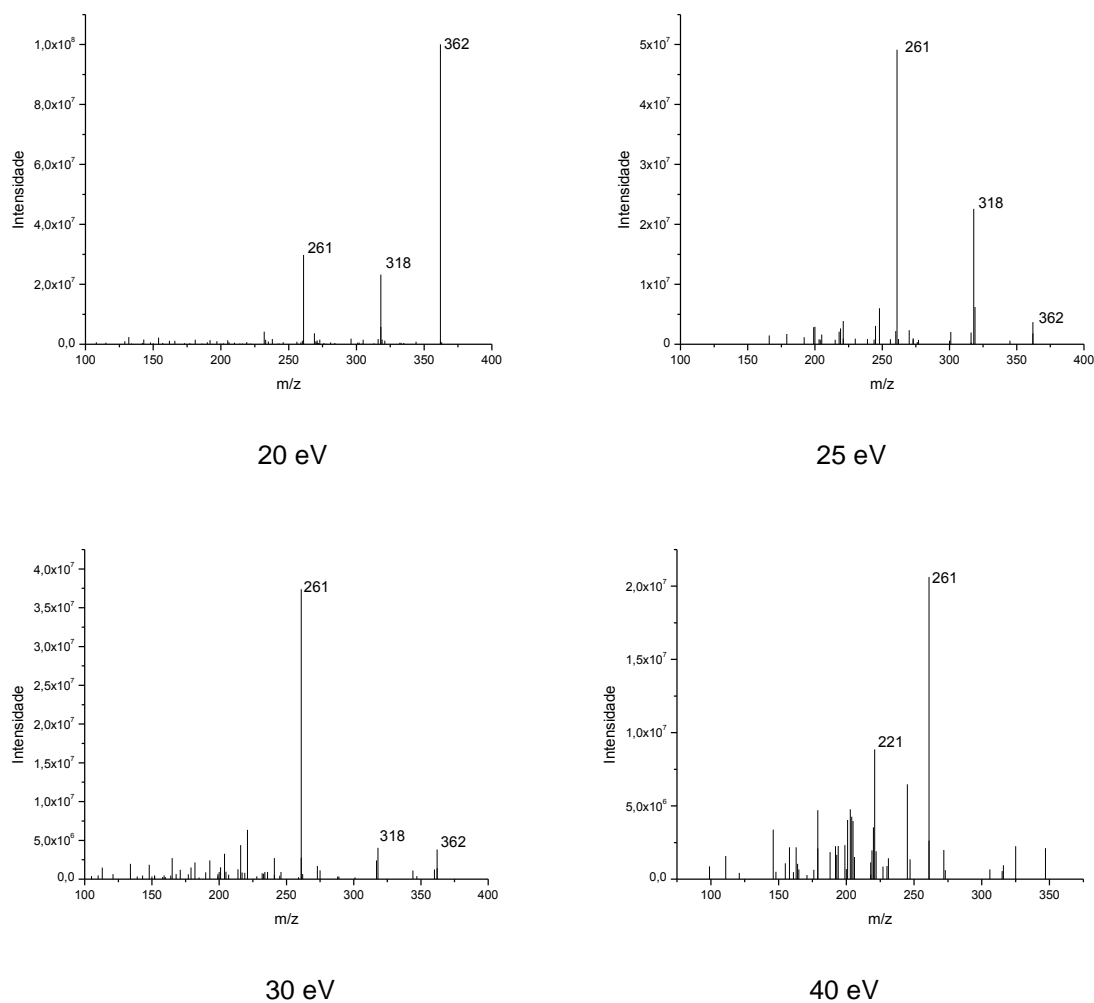 1,0x10⁸
8,0x10⁷
6,0x10⁷
4,0x10⁷
2,0x10⁷
0,0
Intensidade
362
261
318
100 150 200 250 300 350 400
m/z
20 eV
5x10⁷
4x10⁷
3x10⁷
2x10⁷
1x10⁷
0
Intensidade
261
318
362
100 150 200 250 300 350 400
m/z
25 eV
4,0x10⁷
3,5x10⁷
3,0x10⁷
2,5x10⁷
2,0x10⁷
1,5x10⁷
1,0x10⁷
5,0x10⁶
0,0
Intensidade
261
318
362
100 150 200 250 300 350 400
m/z
30 eV
2,0x10⁷
1,5x10⁷
1,0x10⁷
5,0x10⁶
0,0
Intensidade
261
221
100 150 200 250 300 350
m/z
40 eV